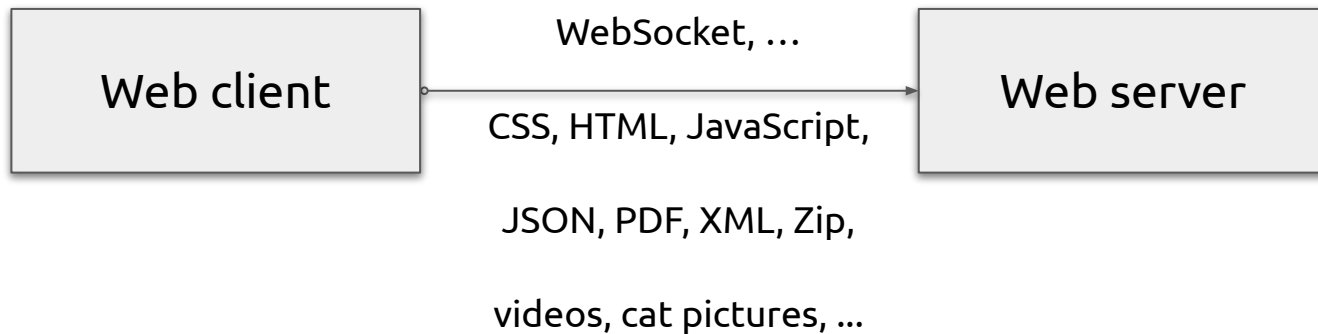 Web client
WebSocket, …
CSS, HTML, JavaScript,
JSON, PDF, XML, Zip,
videos, cat pictures, ...
Web server